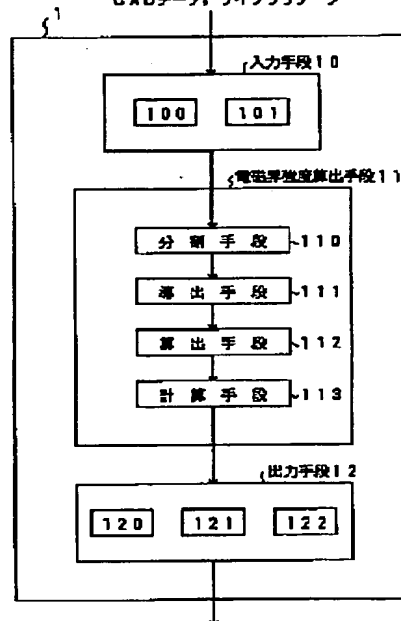 CADデータ，ライブラリデータ
1
入力手段10
100 101
電磁界強度算出手段11
分割手段 110
導出手段 111
算出手段 112
計算手段 113
出力手段12
120 121 122